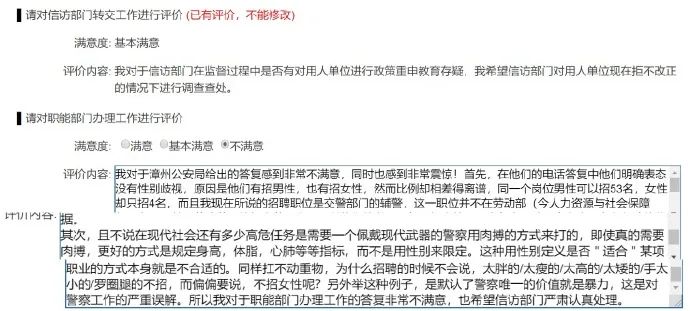 请对信访部门转交工作进行评价 (已有评价，不能修改)
满意度: 基本满意
评价内容: 我对于信访部门在监督过程中是否有对用人单位进行政策重申教育存疑，我希望信访部门对用人单位现在拒不改正
的情况下进行调查查处。
请对职能部门办理工作进行评价
满意度: 满意 基本满意 不满意
评价内容: 我对于漳州公安局给出的答复感到非常不满意，同时也感到非常震惊！首先，在他们的电话答复中他们明确表态
没有性别歧视，原因是他们有招男性，也有招女性，然而比例却相差得离谱，同一个岗位男性可以招53名，女性
却只招4名，而且我现在所说的招聘职位是交警部门的辅警，这一职位并不在劳动部（今人力资源与社会保障
评价内容:
据。
其次，且不说在现代社会还有多少高危任务是需要一个佩戴现代武器的警察用肉搏的方式来打的，即使真的需要
肉搏，更好的方式是规定身高，体脂，心肺等等指标，而不是用性别来限定。这种用性别定义是否＂适合＂某项
职业的方式本身就是不合适的。同样扛不动重物，为什么招聘的时候不会说，太胖的/太瘦的/太高的/太矮的/手太
小的/罗圈腿的不招，而偏偏要说，不招女性呢？另外举这种例子，是默认了警察唯一的价值就是暴力，这是对
警察工作的严重误解。所以我对于职能部门办理工作的答复非常不满意，也希望信访部门严肃认真处理。